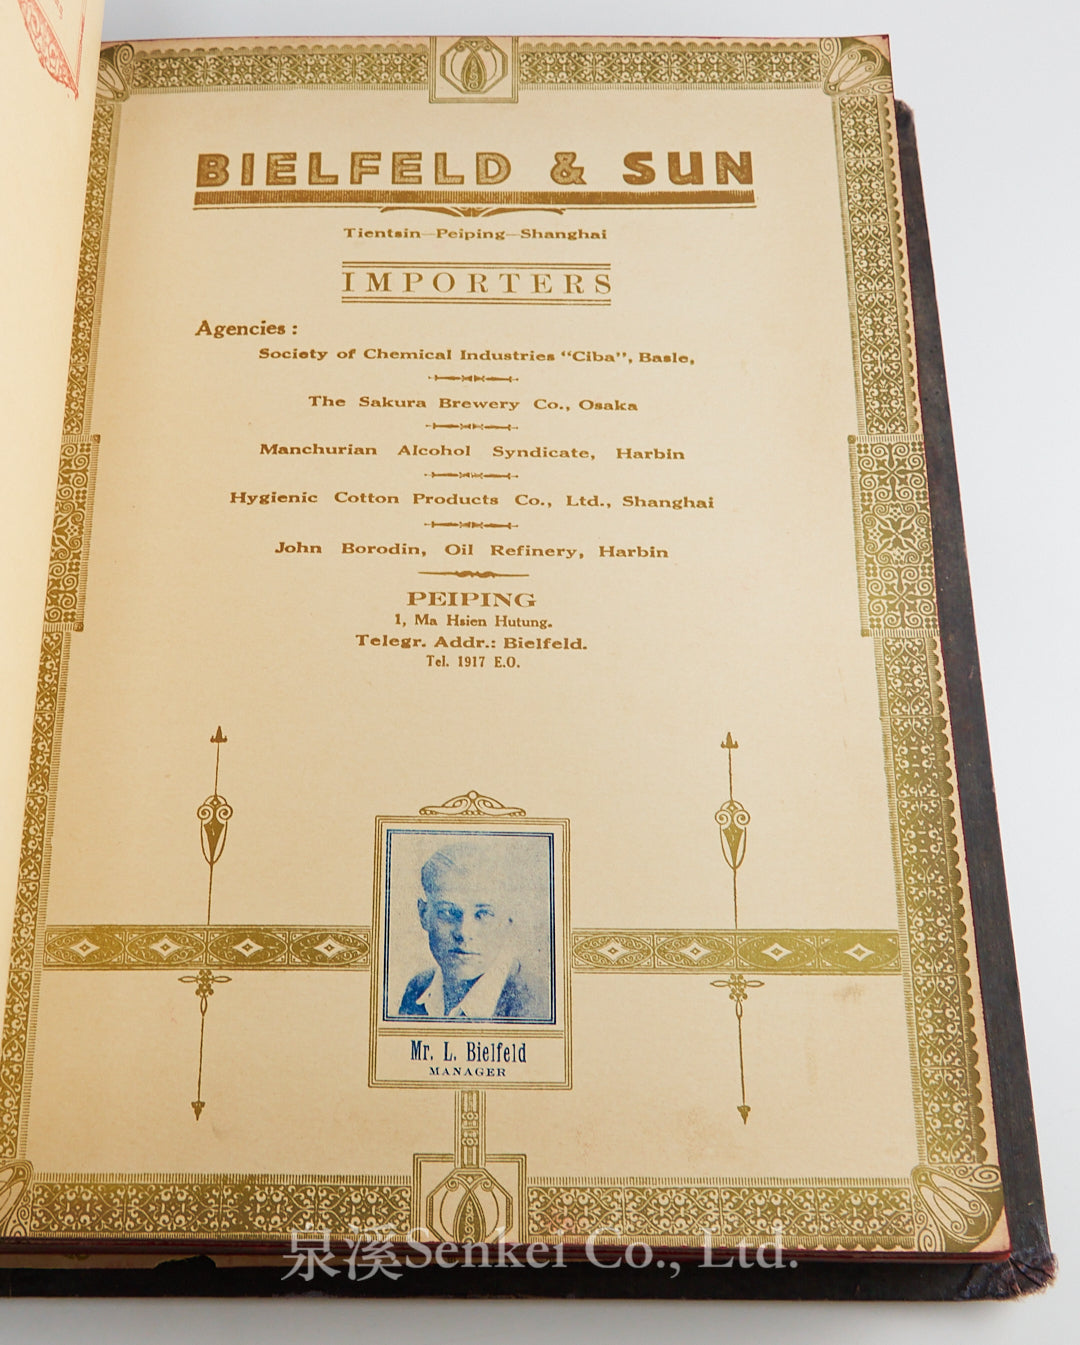 BIELFELD & SUN
Tientsin—Peiping—Shanghai
IMPORTERS
Agencies :
Society of Chemical Industries “Ciba”, Basle,
The Sakura Brewery Co., Osaka
Manchurian Alcohol Syndicate, Harbin
Hygienic Cotton Products Co., Ltd., Shanghai
John Borodin, Oil Refinery, Harbin
PEIPING
1, Ma Hsien Hutung.
Telegr. Addr.: Bielfeld.
Tel. 1917 E.O.
Mr. L. Bielfeld
MANAGER
泉溪Senkei Co., Ltd.